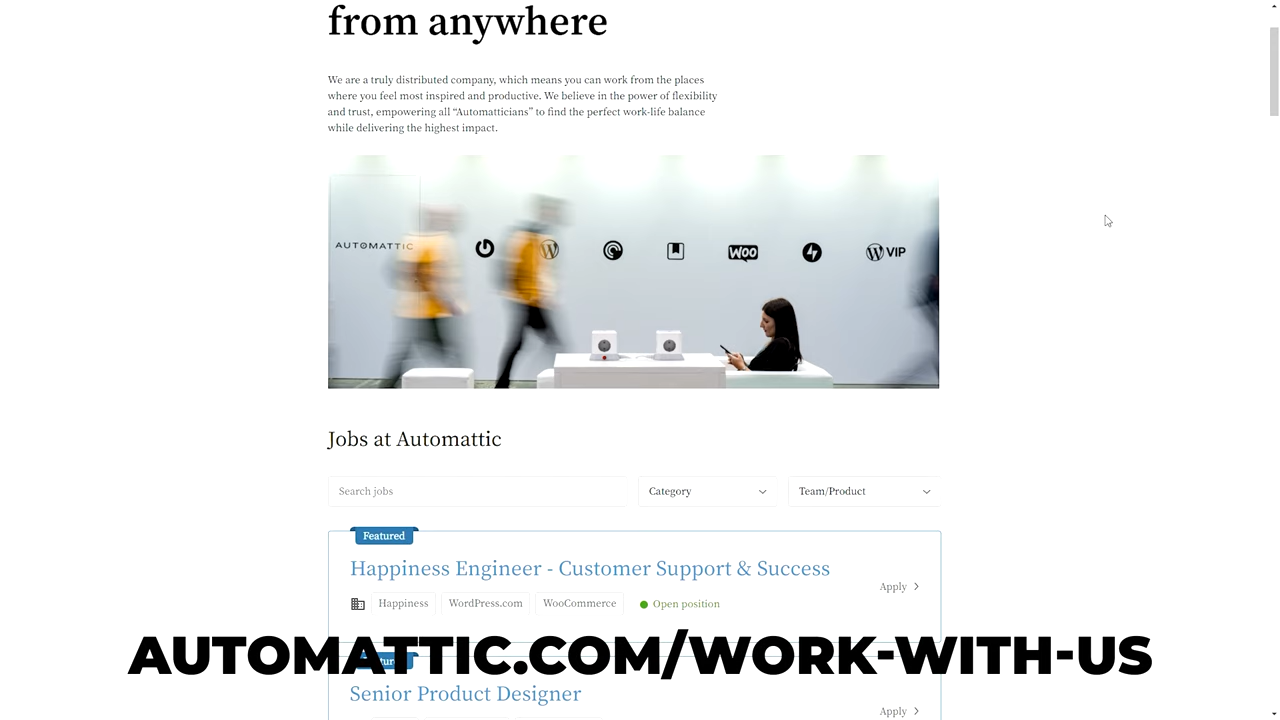 from anywhere
We are a truly distributed company, which means you can work from the places
where you feel most inspired and productive. We believe in the power of flexibility
and trust, empowering all “Automatticians” to find the perfect work-life balance
while delivering the highest impact.
AUTOMATTIC
WOO
VIP
Jobs at Automattic
Search jobs
Category
Team/Product
Featured
Happiness Engineer - Customer Support & Success
Apply
Happiness
WordPress.com
WooCommerce
Open position
AUTOMATTIC.COM/WORK-WITH-US
Senior Product Designer
Apply